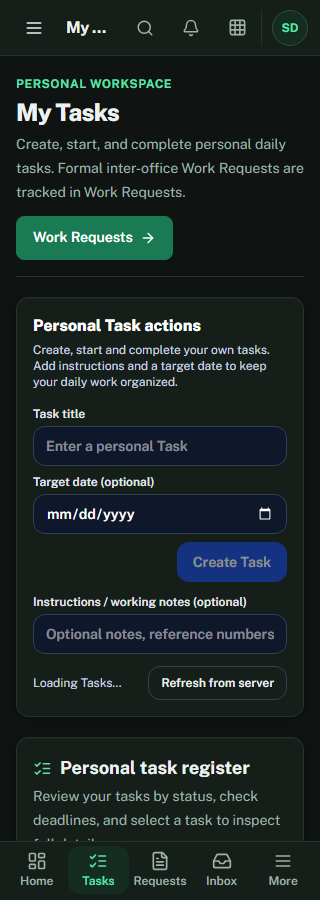 My ...
SD
PERSONAL WORKSPACE
My Tasks
Create, start, and complete personal daily
tasks. Formal inter-office Work Requests are
tracked in Work Requests.
Work Requests →
Personal Task actions
Create, start and complete your own tasks.
Add instructions and a target date to keep
your daily work organized.
Task title
Enter a personal Task
Target date (optional)
mm/dd/yyyy
Create Task
Instructions / working notes (optional)
Optional notes, reference numbers
Loading Tasks...
Refresh from server
Personal task register
Review your tasks by status, check
deadlines, and select a task to inspect
Home
Tasks
Requests
Inbox
More